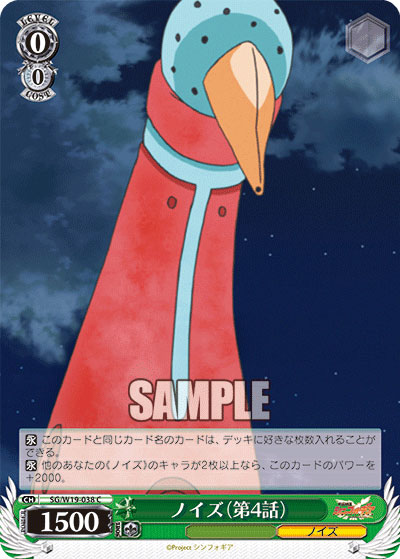 LEVEL
0
0
COST
SAMPLE
永 このカードと同じカード名のカードは、デッキに好きな枚数入れることが
できる。
永 他のあなたの《ノイズ》のキャラが2枚以上なら、このカードのパワーを
+2000。
CH SG/W19-038 C
1500
ノイズ(第4話)
ノイズ
©Project シンフォギア